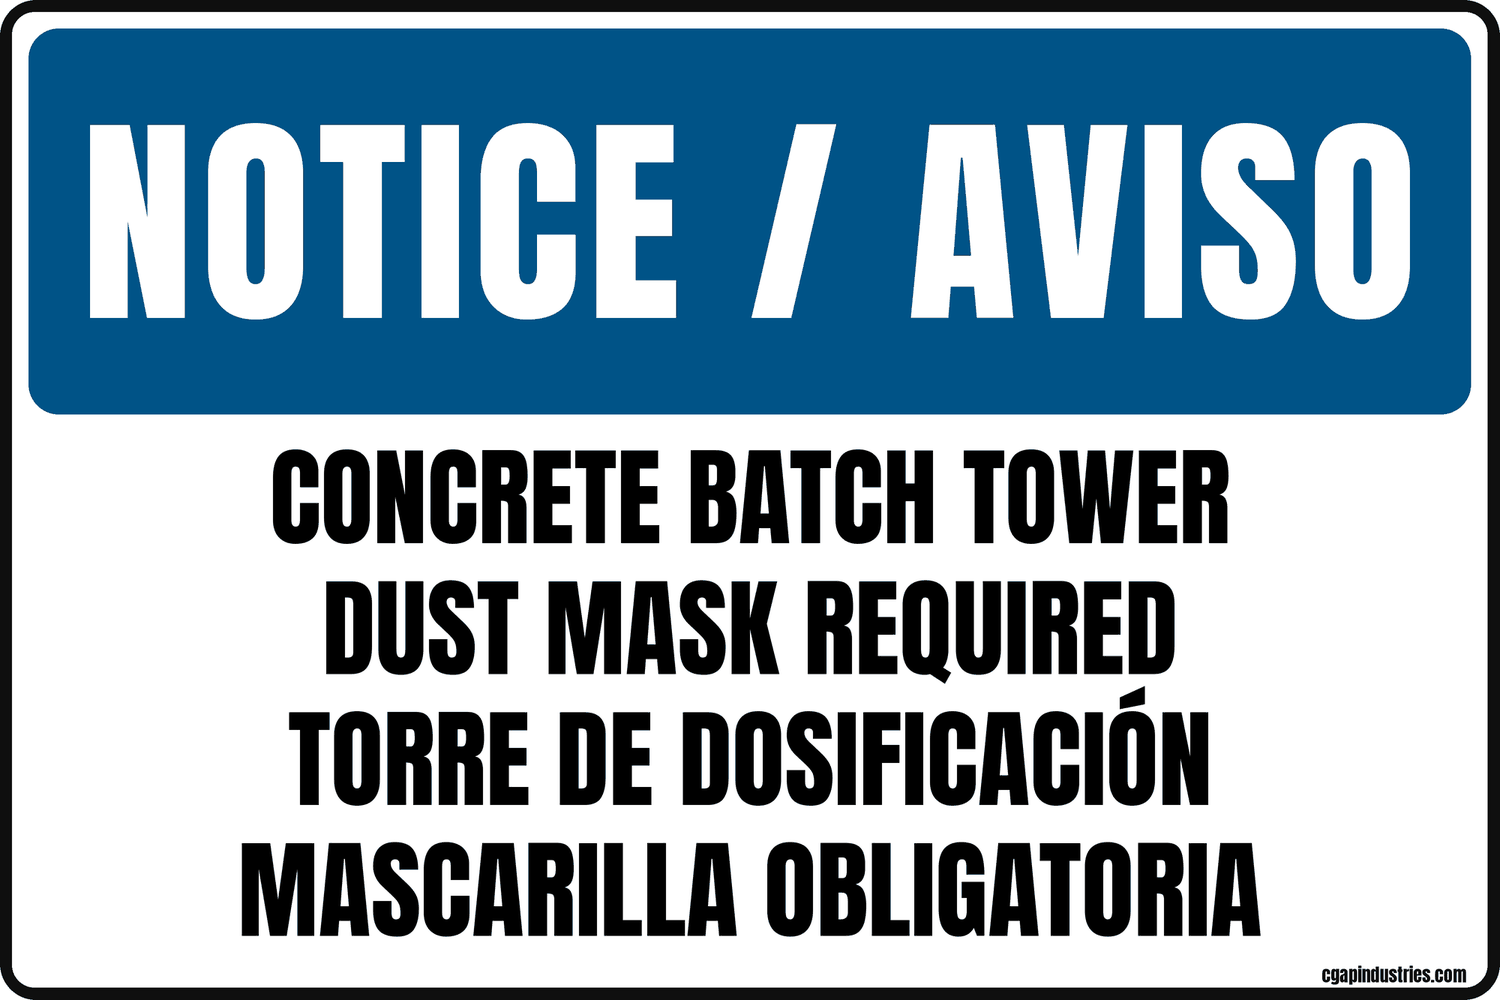 NOTICE / AVISO
CONCRETE BATCH TOWER
DUST MASK REQUIRED
TORRE DE DOSIFICACIÓN
MASCARILLA OBLIGATORIA
cgapindustries.com